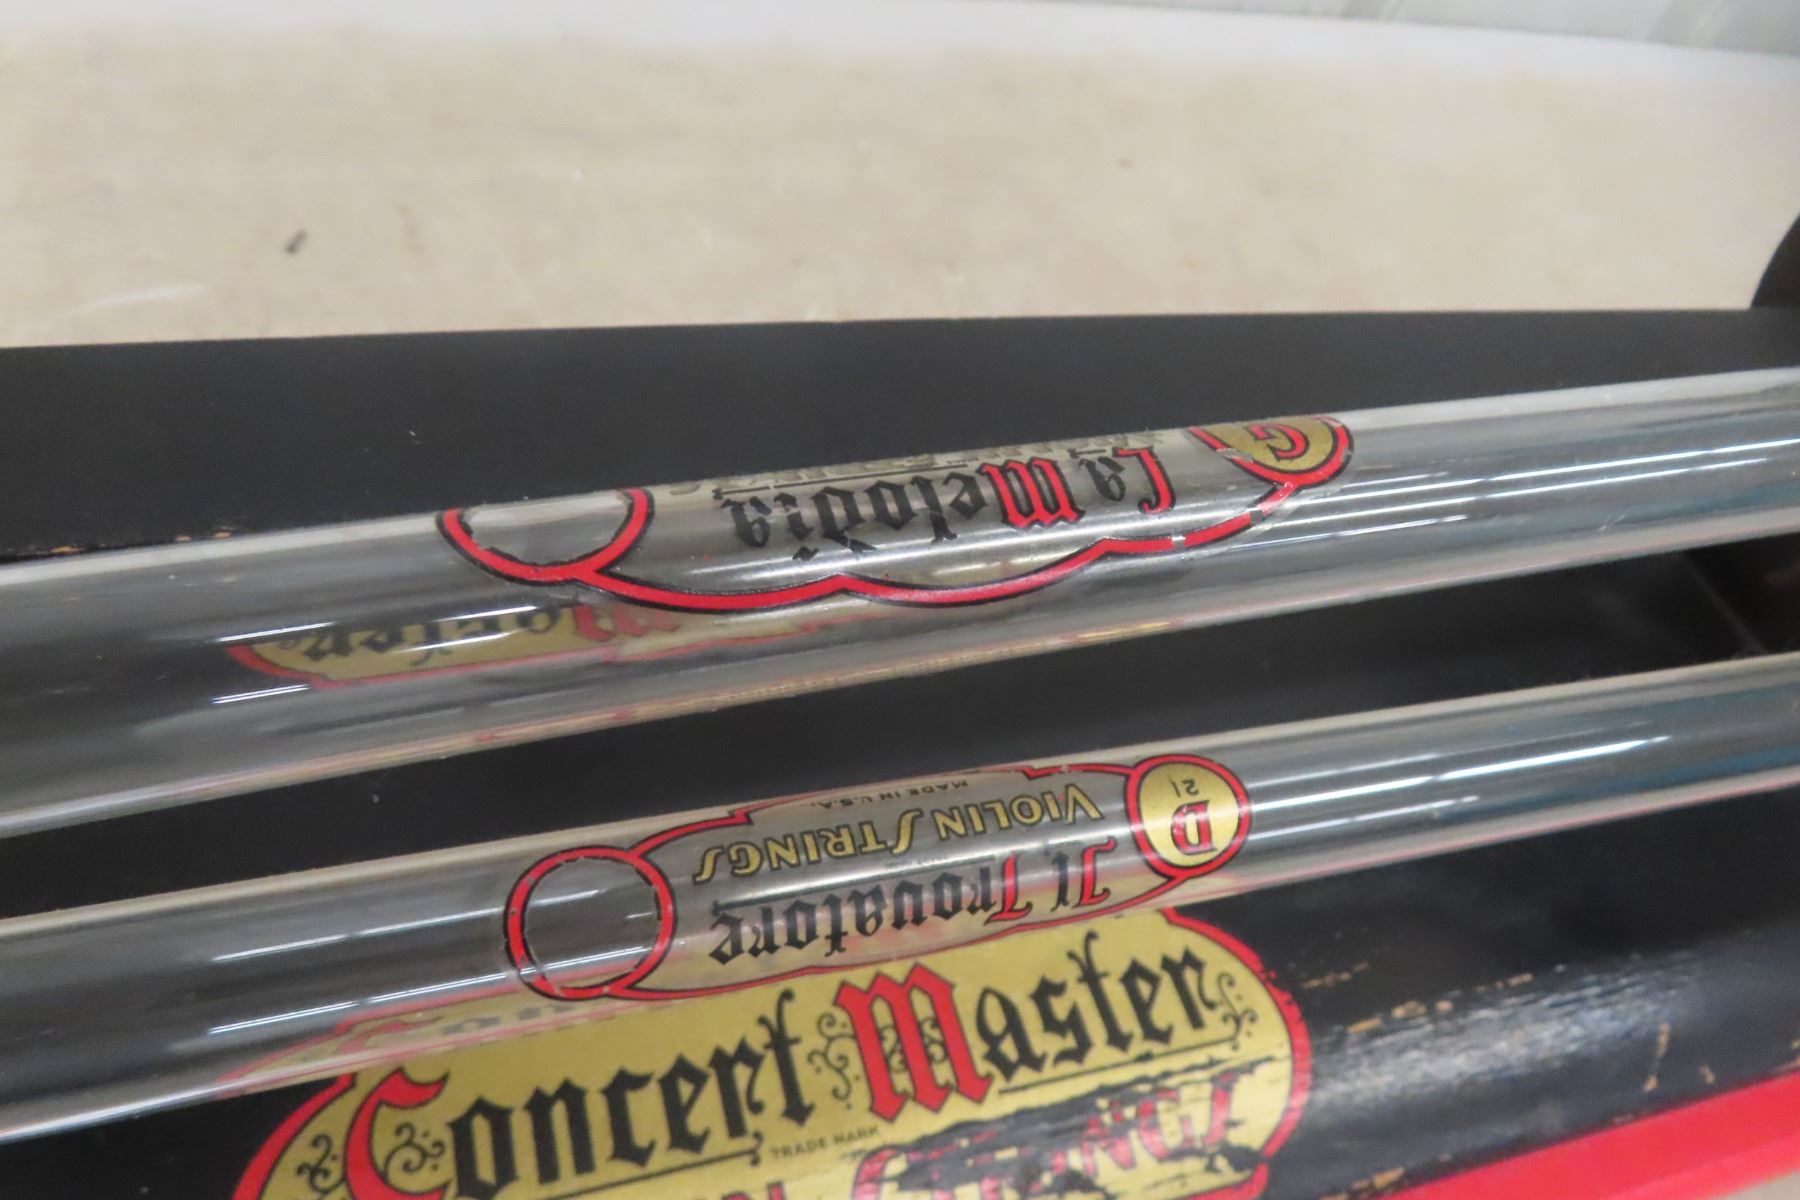 La Melodia
G
Il Trovatore
VIOLIN STRINGS
MADE IN U.S.A.
D
21
Concert Master
TRADE MARK